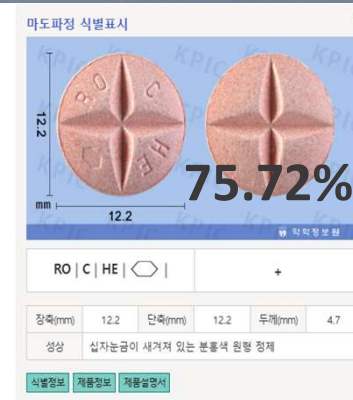 마도파정 식별표시
RO C HE
12.2
mm
12.2
75.72%
약학정보원
RO | C | HE | ⬡ |
+
장축(mm) 12.2 단축(mm) 12.2 두께(mm) 4.7
성상 십자눈금이 새겨져 있는 분홍색 원형 정제
식별정보 제품정보 제품설명서